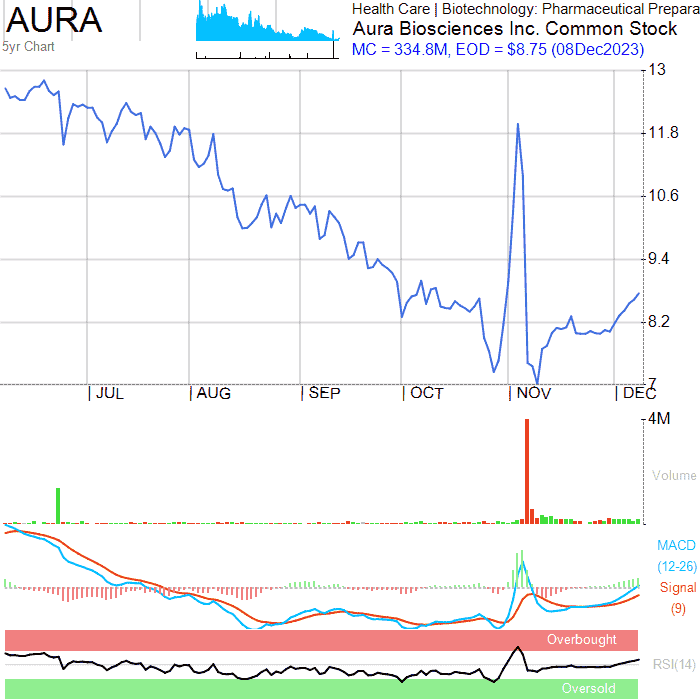 AURA
5yr Chart
Health Care | Biotechnology: Pharmaceutical Prepara
Aura Biosciences Inc. Common Stock
MC = 334.8M, EOD = $8.75 (08Dec2023)
13
11.8
10.6
9.4
8.2
7
JUL
AUG
SEP
OCT
NOV
DEC
4M
Volume
MACD
(12-26)
Signal
(9)
Overbought
RSI(14)
Oversold